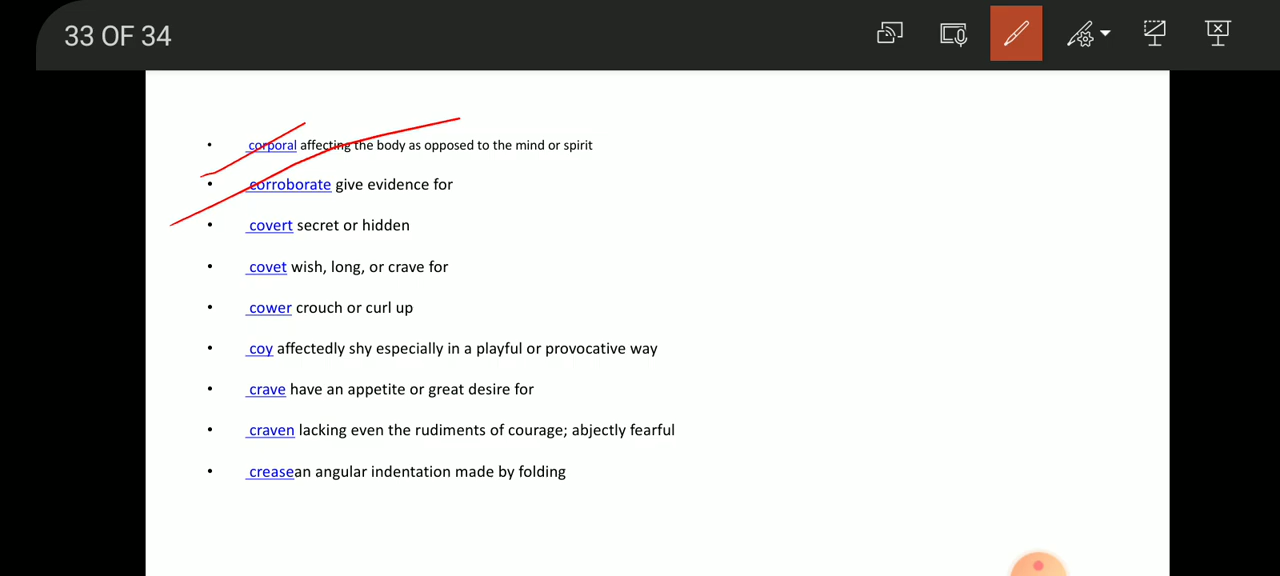 33 OF 34
• corporal affecting the body as opposed to the mind or spirit
• corroborate give evidence for
• covert secret or hidden
• covet wish, long, or crave for
• cower crouch or curl up
• coy affectedly shy especially in a playful or provocative way
• crave have an appetite or great desire for
• craven lacking even the rudiments of courage; abjectly fearful
• creasean angular indentation made by folding